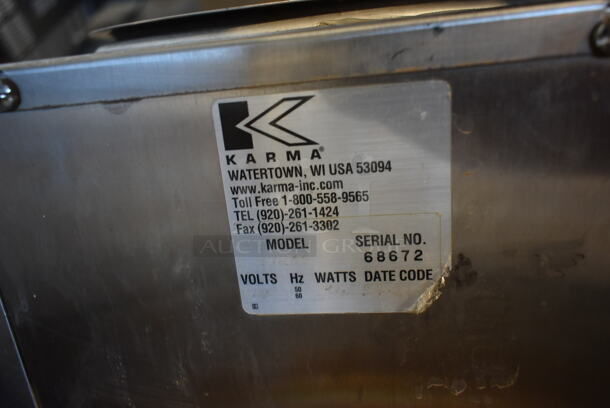 KARMA
WATERTOWN, WI USA 53094
www.karma-inc.com
Toll Free 1-800-558-9565
TEL (920)-261-1424
Fax (920)-261-3302
MODEL SERIAL NO.
68672
VOLTS Hz WATTS DATE CODE
50
60